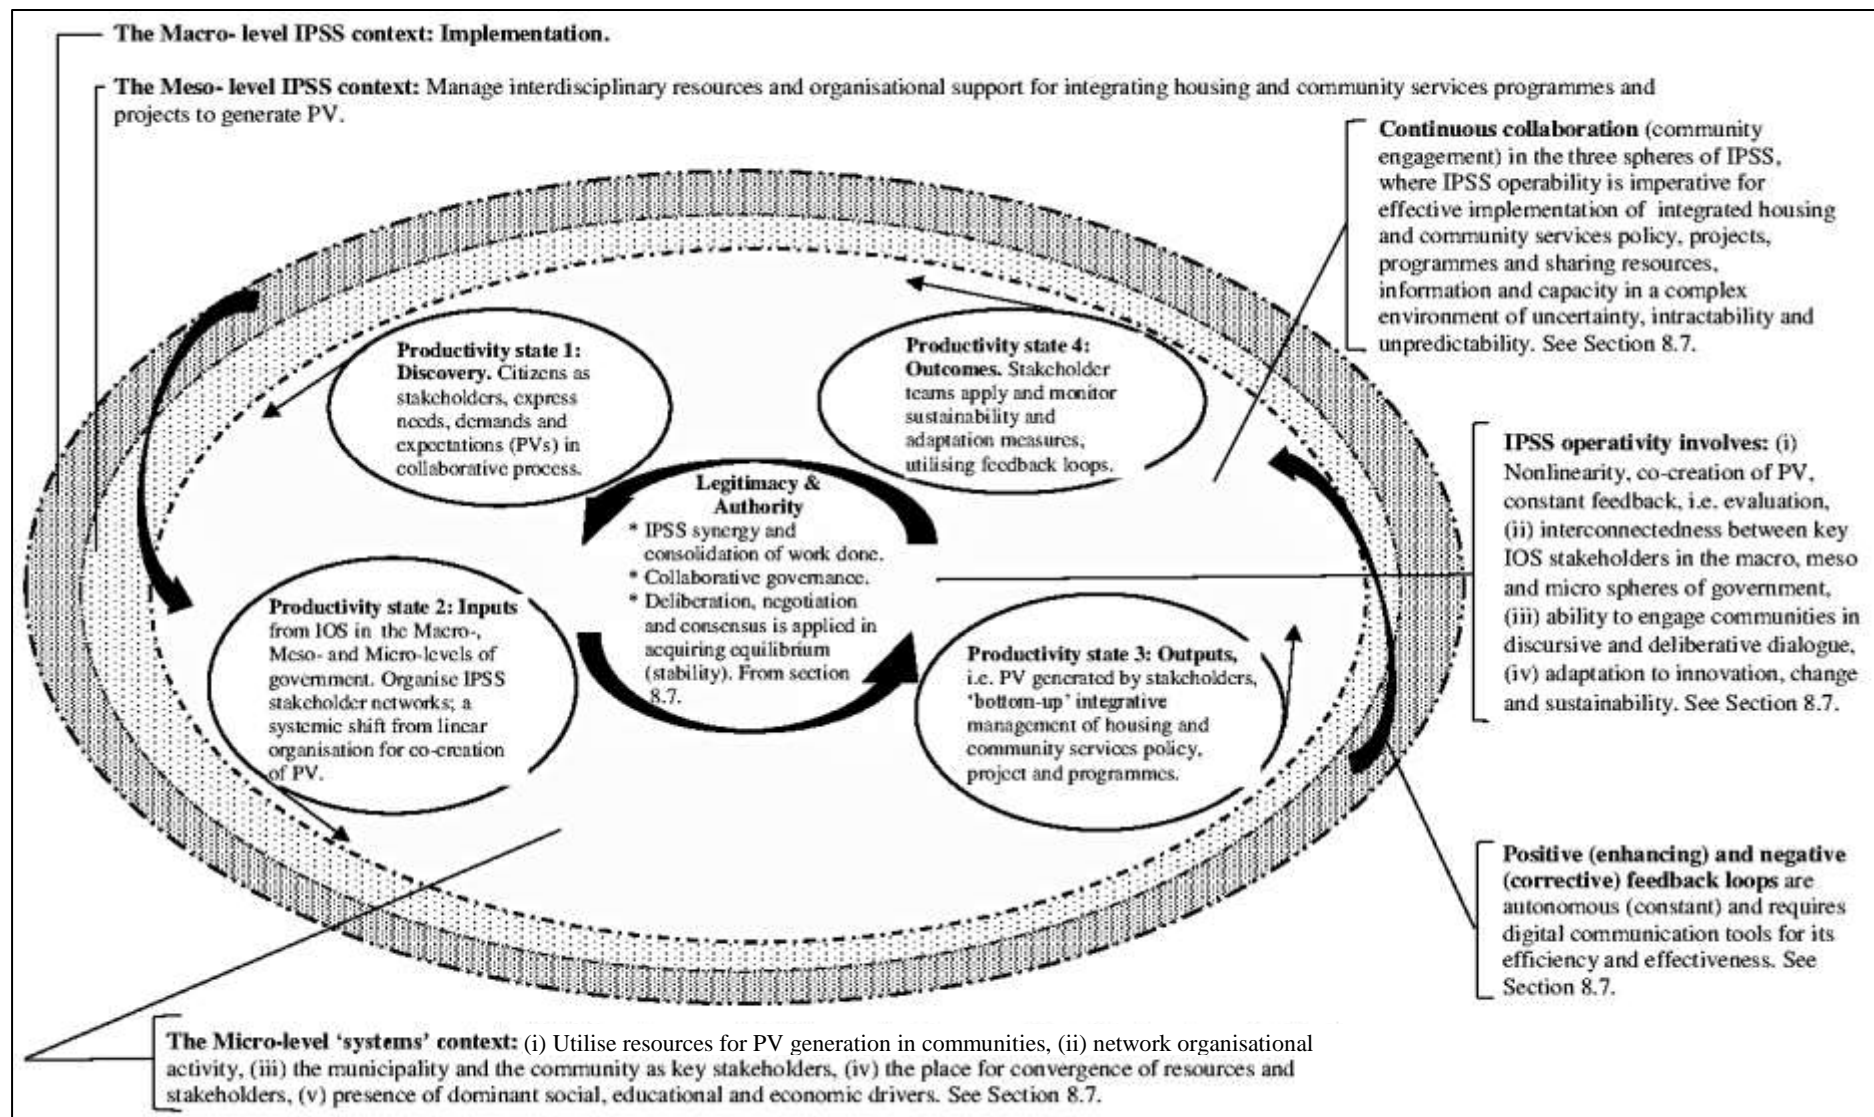 The Macro- level IPSS context: Implementation.
The Meso- level IPSS context: Manage interdisciplinary resources and organisational support for integrating housing and community services programmes and
projects to generate PV.
Continuous collaboration (community
engagement) in the three spheres of IPSS,
where IPSS operability is imperative for
effective implementation of integrated housing
and community services policy, projects,
programmes and sharing resources,
information and capacity in a complex
environment of uncertainty, intractability and
unpredictability. See Section 8.7.
Productivity state 1:
Discovery. Citizens as
stakeholders, express
needs, demands and
expectations (PVs) in
collaborative process.
Productivity state 4:
Outcomes. Stakeholder
teams apply and monitor
sustainability and
adaptation measures,
utilising feedback loops.
Legitimacy &
Authority
* IPSS synergy and
consolidation of work done.
* Collaborative governance.
* Deliberation, negotiation
and consensus is applied in
acquiring equilibrium
(stability). From section
8.7.
Productivity state 2: Inputs
from IOS in the Macro-,
Meso- and Micro-levels of
government. Organise IPSS
stakeholder networks; a
systemic shift from linear
organisation for co-creation
of PV.
Productivity state 3: Outputs,
i.e. PV generated by stakeholders,
‘bottom-up’ integrative
management of housing and
community services policy,
project and programmes.
IPSS operativity involves: (i)
Nonlinearity, co-creation of PV,
constant feedback, i.e. evaluation,
(ii) interconnectedness between key
IOS stakeholders in the macro, meso
and micro spheres of government,
(iii) ability to engage communities in
discursive and deliberative dialogue,
(iv) adaptation to innovation, change
and sustainability. See Section 8.7.
Positive (enhancing) and negative
(corrective) feedback loops are
autonomous (constant) and requires
digital communication tools for its
efficiency and effectiveness. See
Section 8.7.
The Micro-level ‘systems’ context: (i) Utilise resources for PV generation in communities, (ii) network organisational
activity, (iii) the municipality and the community as key stakeholders, (iv) the place for convergence of resources and
stakeholders, (v) presence of dominant social, educational and economic drivers. See Section 8.7.